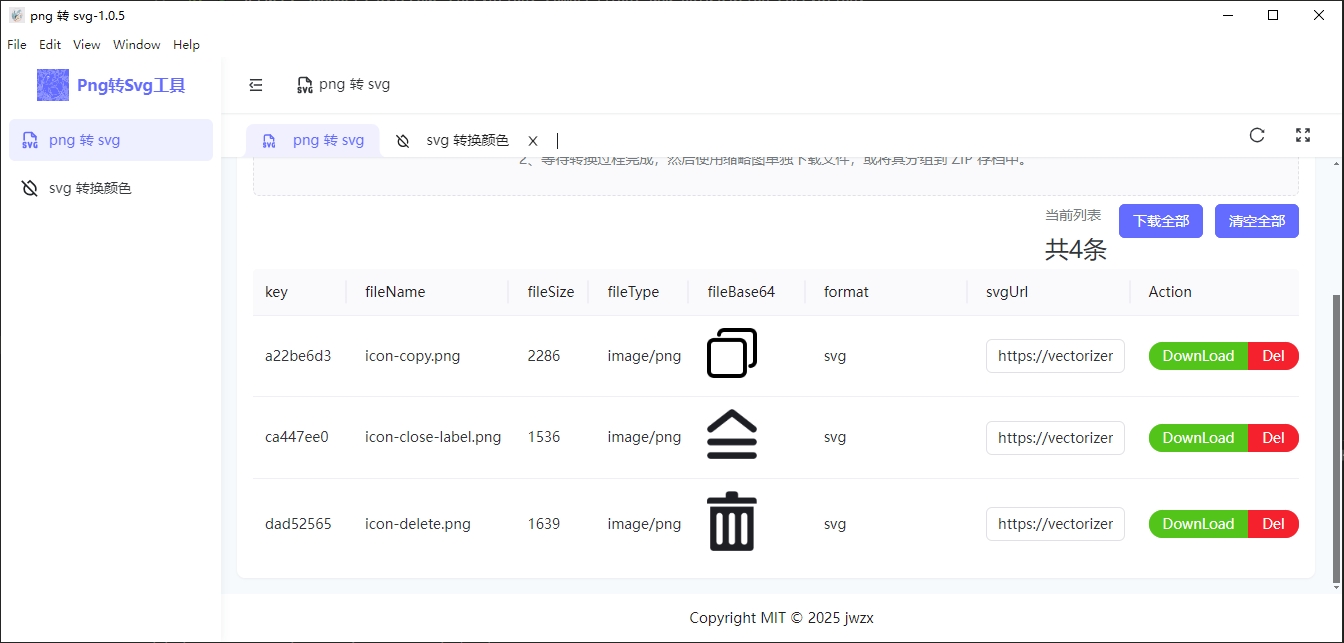 png 转 svg-1.0.5
File Edit View Window Help
Png转Svg工具
png 转 svg
svg 转换颜色
png 转 svg
png 转 svg
svg 转换颜色
2、等待转换过程完成，然后使用缩略图单独下载文件，或将其分组到 ZIP 存档中。
当前列表
共4条
下载全部
清空全部
key fileName fileSize fileType fileBase64 format svgUrl Action
a22be6d3 icon-copy.png 2286 image/png svg https://vectorizer DownLoad Del
ca447ee0 icon-close-label.png 1536 image/png svg https://vectorizer DownLoad Del
dad52565 icon-delete.png 1639 image/png svg https://vectorizer DownLoad Del
Copyright MIT © 2025 jwzx